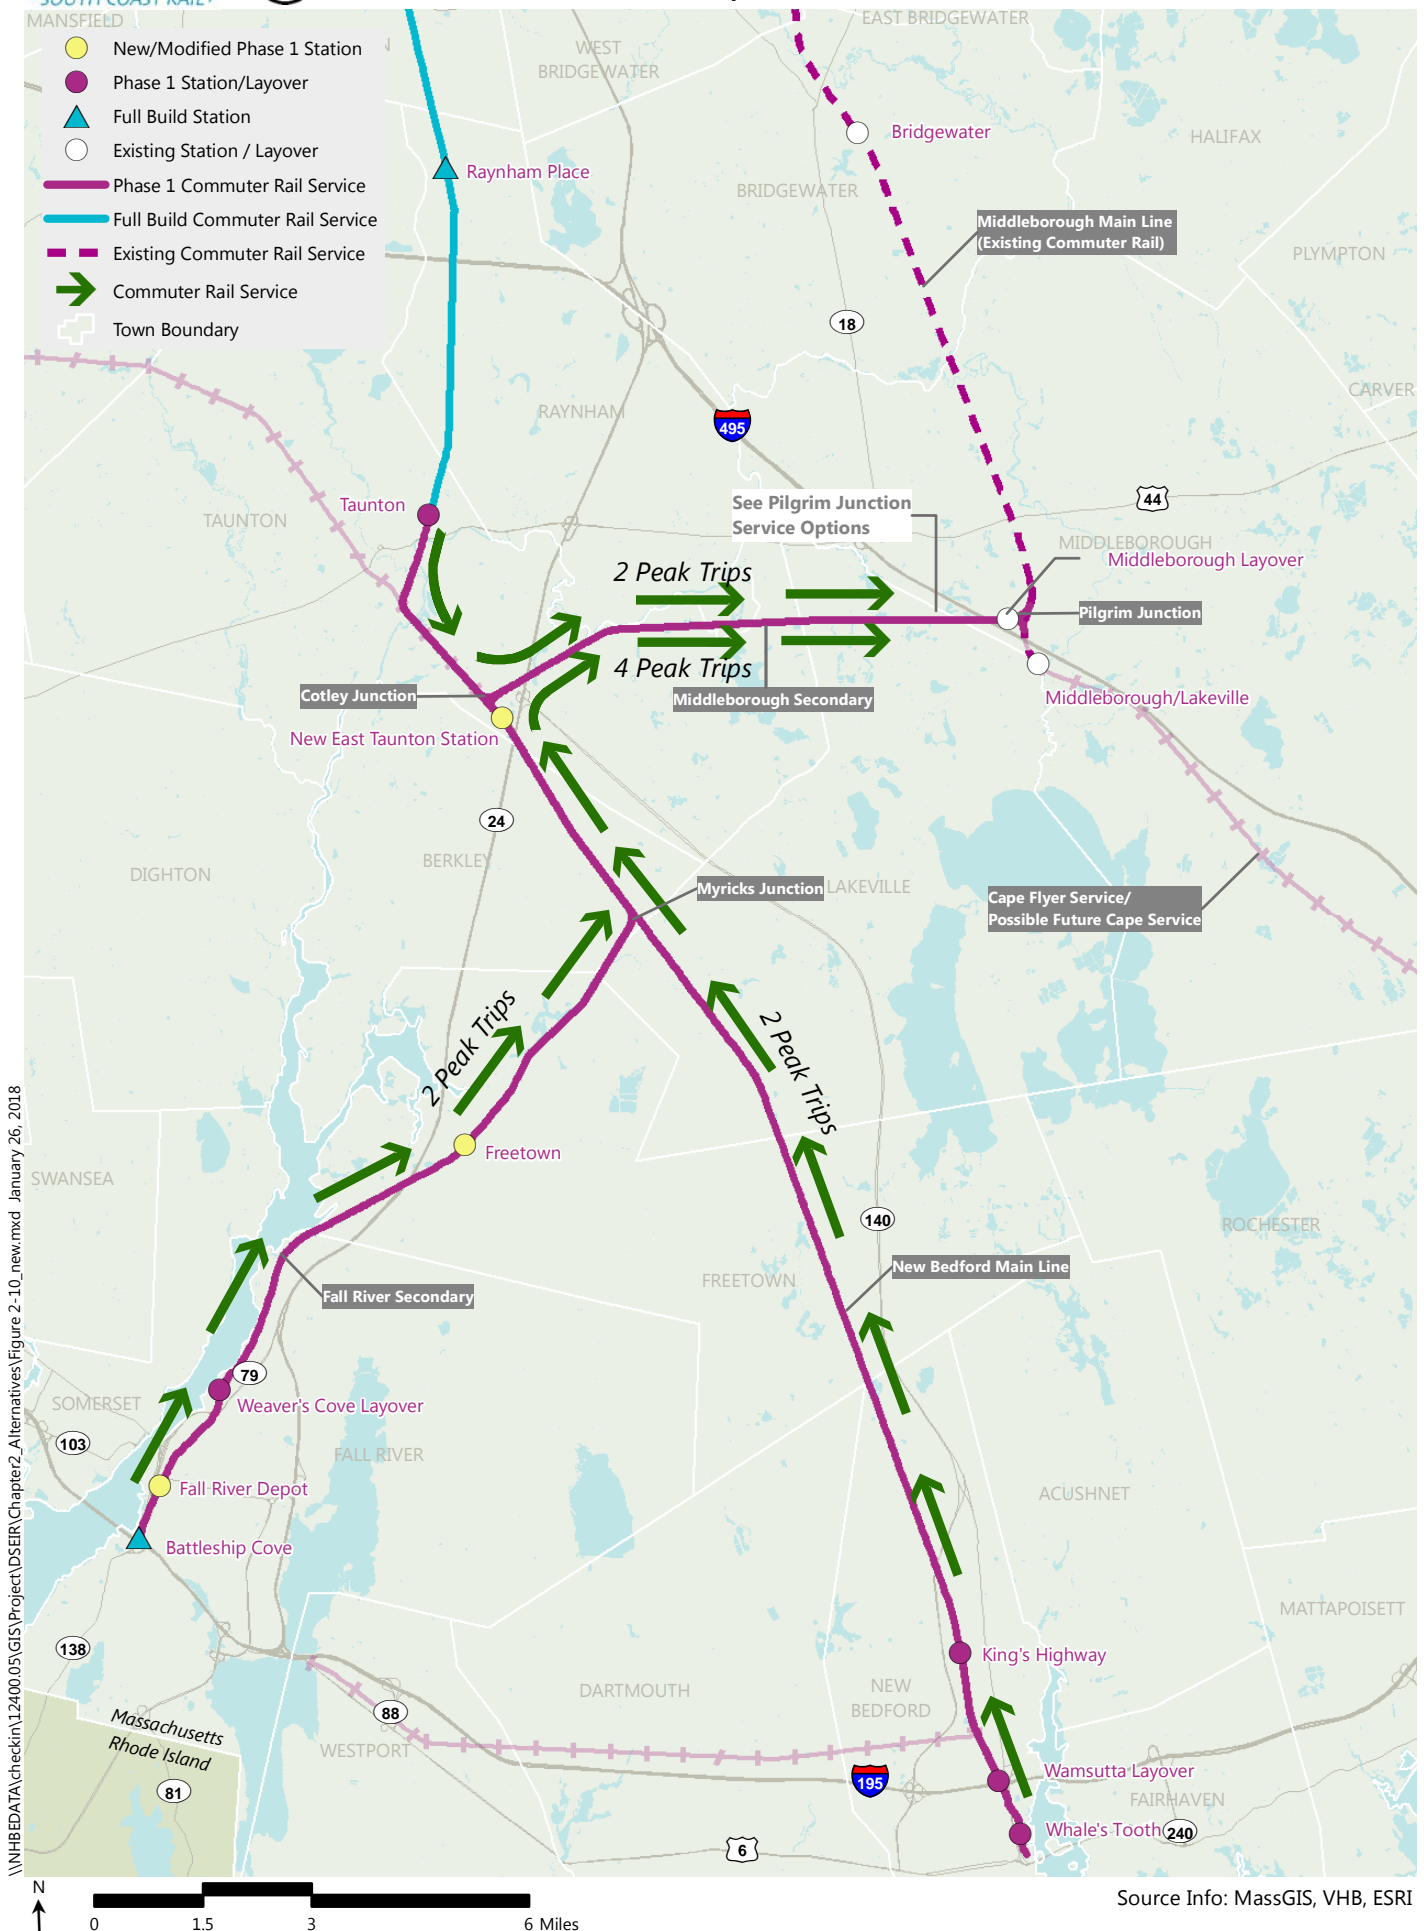 SOUTH COAST RAIL
MANSFIELD
EAST BRIDGEWATER
New/Modified Phase 1 Station
Phase 1 Station/Layover
Full Build Station
Existing Station / Layover
Phase 1 Commuter Rail Service
Full Build Commuter Rail Service
Existing Commuter Rail Service
Commuter Rail Service
Town Boundary
WEST
BRIDGEWATER
Bridgewater
HALIFAX
Raynham Place
BRIDGEWATER
Middleborough Main Line
(Existing Commuter Rail)
PLYMPTON
18
CARVER
RAYNHAM
495
Taunton
TAUNTON
See Pilgrim Junction
Service Options
44
MIDDLEBOROUGH
Middleborough Layover
2 Peak Trips
Pilgrim Junction
4 Peak Trips
Cotley Junction
Middleborough Secondary
Middleborough/Lakeville
New East Taunton Station
24
BERKLEY
DIGHTON
Myricks Junction
LAKEVILLE
Cape Flyer Service/
Possible Future Cape Service
2 Peak Trips
2 Peak Trips
Freetown
SWANSEA
140
ROCHESTER
New Bedford Main Line
FREETOWN
Fall River Secondary
79
SOMERSET
Weaver's Cove Layover
103
FALL RIVER
Fall River Depot
ACUSHNET
Battleship Cove
MATTAPOISETT
138
King's Highway
DARTMOUTH
NEW
BEDFORD
88
Massachusetts
Rhode Island
WESTPORT
81
195
Wamsutta Layover
FAIRHAVEN
Whale's Tooth
240
6
\\NHBEDATA\checkin\12400.05\GIS\Project\DSEIR\Chapter2_Alternatives\Figure 2-10_new.mxd January 26, 2018
N
0 1.5 3 6 Miles
Source Info: MassGIS, VHB, ESRI